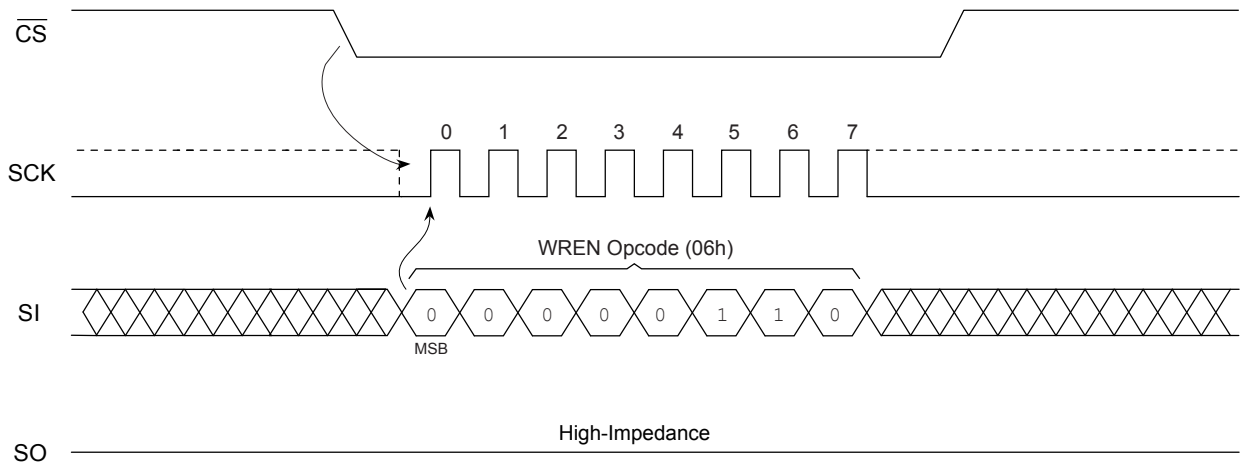 C̅S̅
0 1 2 3 4 5 6 7
SCK
WREN Opcode (06h)
SI
0 0 0 0 0 1 1 0
MSB
High-Impedance
SO